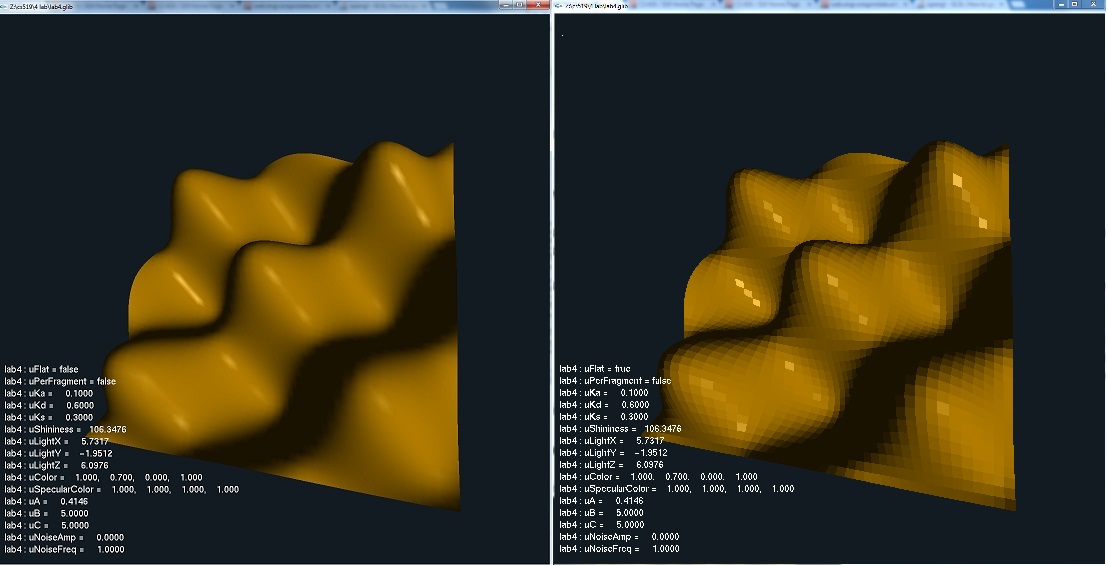 Z:\cs519\4 lab\lab4.glib
lab4 : uFlat = false
lab4 : uPerFragment = false
lab4 : uKa = 0.1000
lab4 : uKd = 0.6000
lab4 : uKs = 0.3000
lab4 : uShininess = 106.3476
lab4 : uLightX = 5.7317
lab4 : uLightY = -1.9512
lab4 : uLightZ = 6.0976
lab4 : uColor = 1.000, 0.700, 0.000, 1.000
lab4 : uSpecularColor = 1.000, 1.000, 1.000, 1.000
lab4 : uA = 0.4146
lab4 : uB = 5.0000
lab4 : uC = 5.0000
lab4 : uNoiseAmp = 0.0000
lab4 : uNoiseFreq = 1.0000
Z:\cs519\4 lab\lab4.glib
lab4 : uFlat = true
lab4 : uPerFragment = false
lab4 : uKa = 0.1000
lab4 : uKd = 0.6000
lab4 : uKs = 0.3000
lab4 : uShininess = 106.3476
lab4 : uLightX = 5.7317
lab4 : uLightY = -1.9512
lab4 : uLightZ = 6.0976
lab4 : uColor = 1.000, 0.700, 0.000, 1.000
lab4 : uSpecularColor = 1.000, 1.000, 1.000, 1.000
lab4 : uA = 0.4146
lab4 : uB = 5.0000
lab4 : uC = 5.0000
lab4 : uNoiseAmp = 0.0000
lab4 : uNoiseFreq = 1.0000